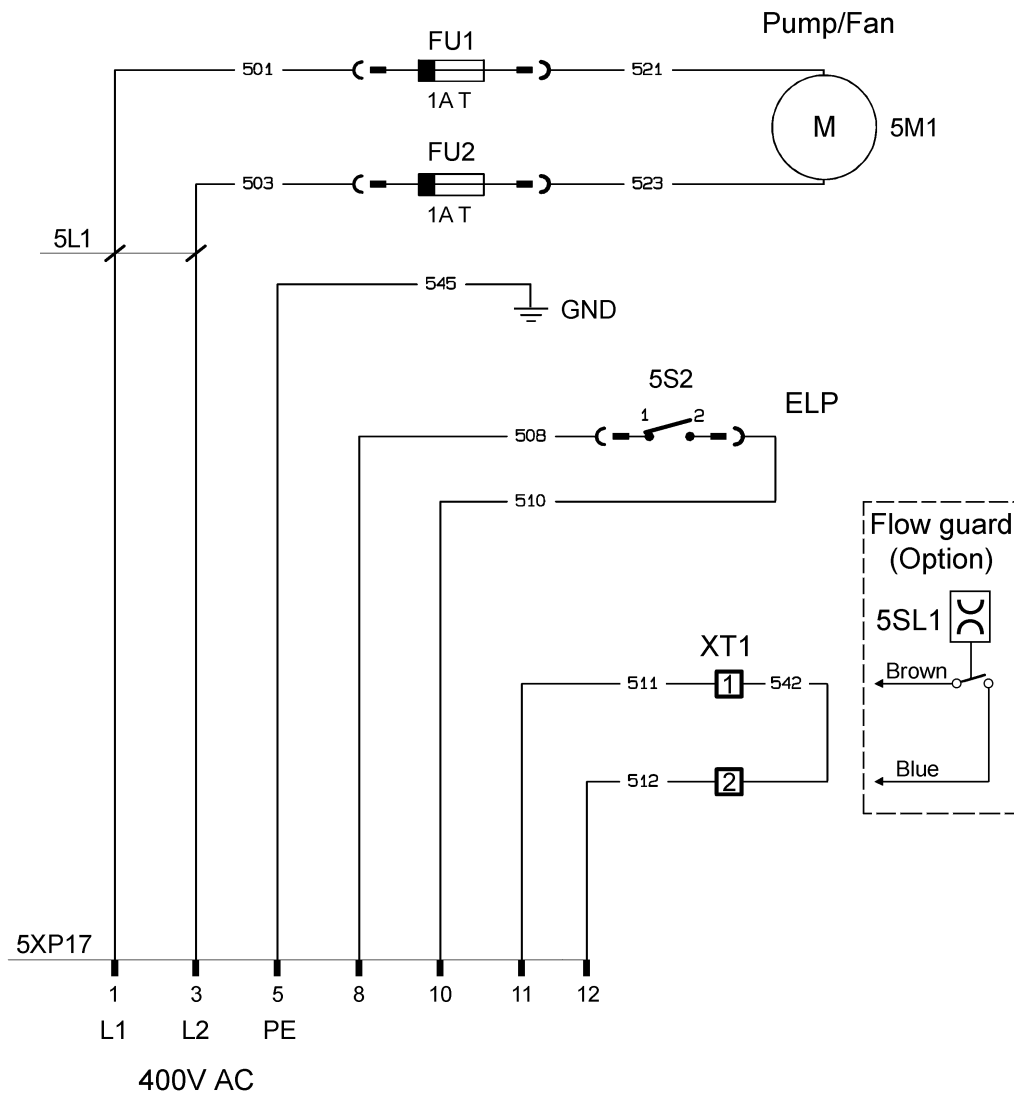 Pump/Fan
FU1
501
521
1A T
M
5M1
FU2
503
523
1A T
5L1
545
GND
5S2
ELP
1
2
508
510
Flow guard
(Option)
5SL1
XT1
Brown
511
1
542
Blue
512
2
5XP17
1
3
5
8
10
11
12
L1
L2
PE
400V AC